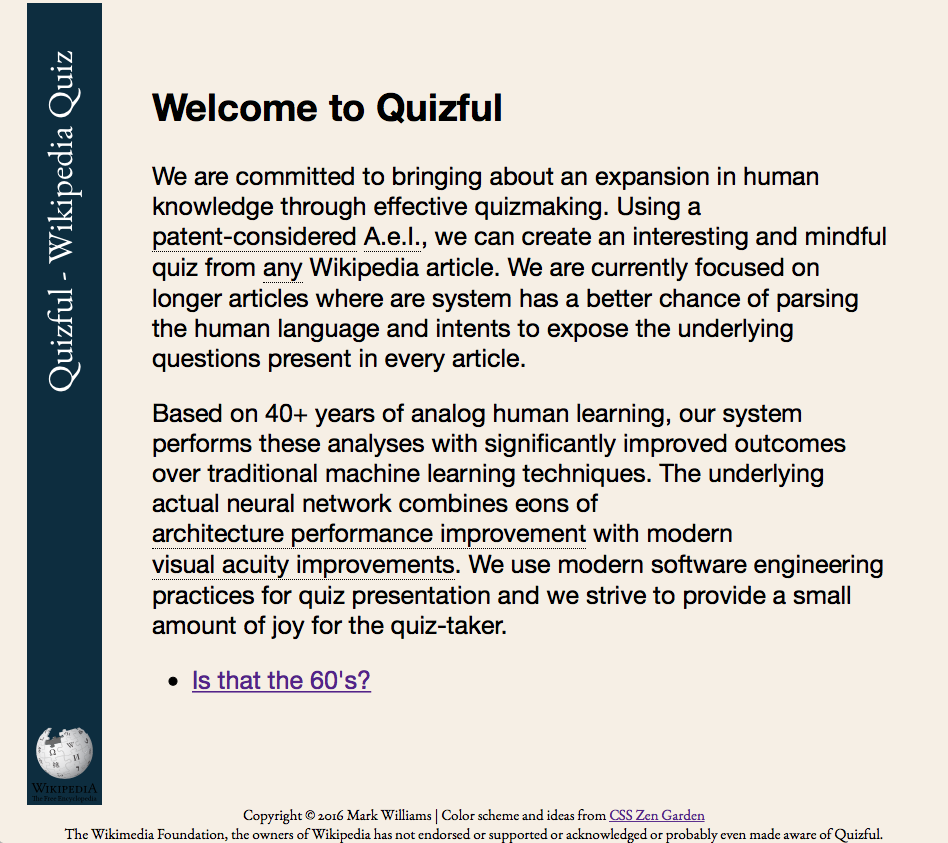 Quizful - Wikipedia Quiz
Welcome to Quizful
We are committed to bringing about an expansion in human
knowledge through effective quizmaking. Using a
patent-considered A.e.I., we can create an interesting and mindful
quiz from any Wikipedia article. We are currently focused on
longer articles where are system has a better chance of parsing
the human language and intents to expose the underlying
questions present in every article.
Based on 40+ years of analog human learning, our system
performs these analyses with significantly improved outcomes
over traditional machine learning techniques. The underlying
actual neural network combines eons of
architecture performance improvement with modern
visual acuity improvements. We use modern software engineering
practices for quiz presentation and we strive to provide a small
amount of joy for the quiz-taker.
• Is that the 60's?
WIKIPEDIA
The Free Encyclopedia
Copyright © 2016 Mark Williams | Color scheme and ideas from CSS Zen Garden
The Wikimedia Foundation, the owners of Wikipedia has not endorsed or supported or acknowledged or probably even made aware of Quizful.